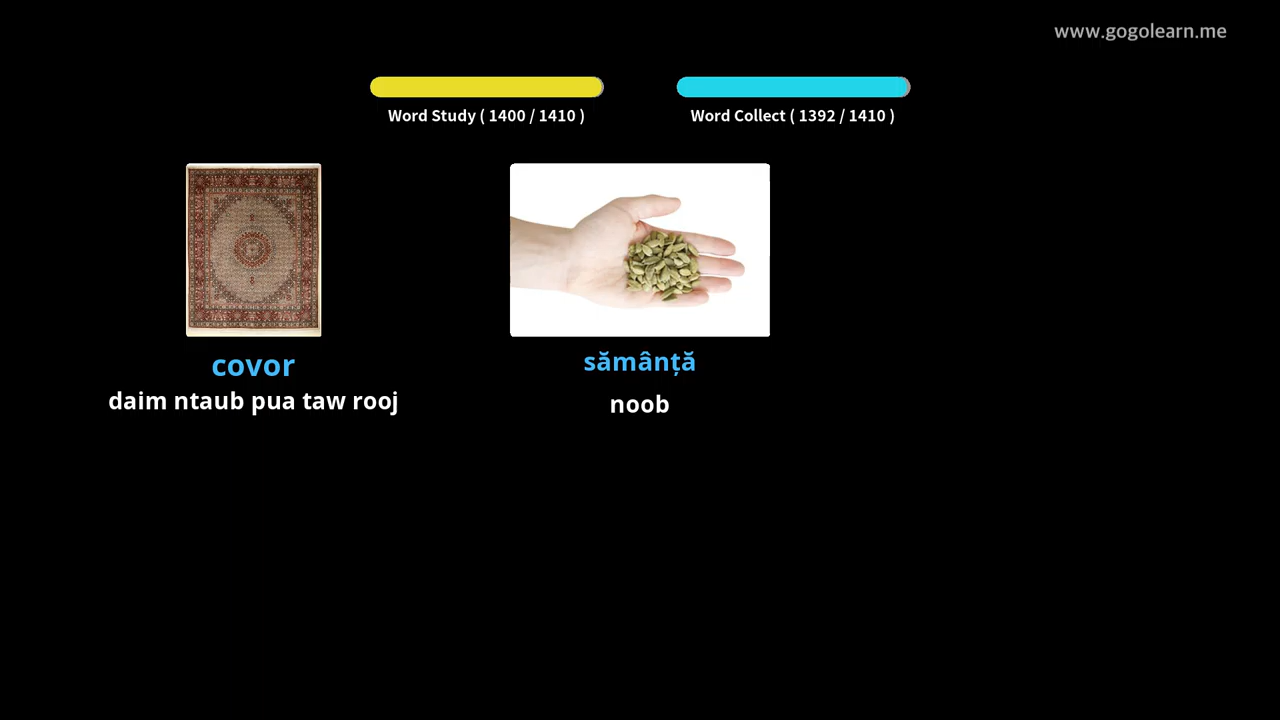 www.gogolearn.me
Word Study ( 1400 / 1410 )
Word Collect ( 1392 / 1410 )
covor
daim ntaub pua taw rooj
sămânță
noob